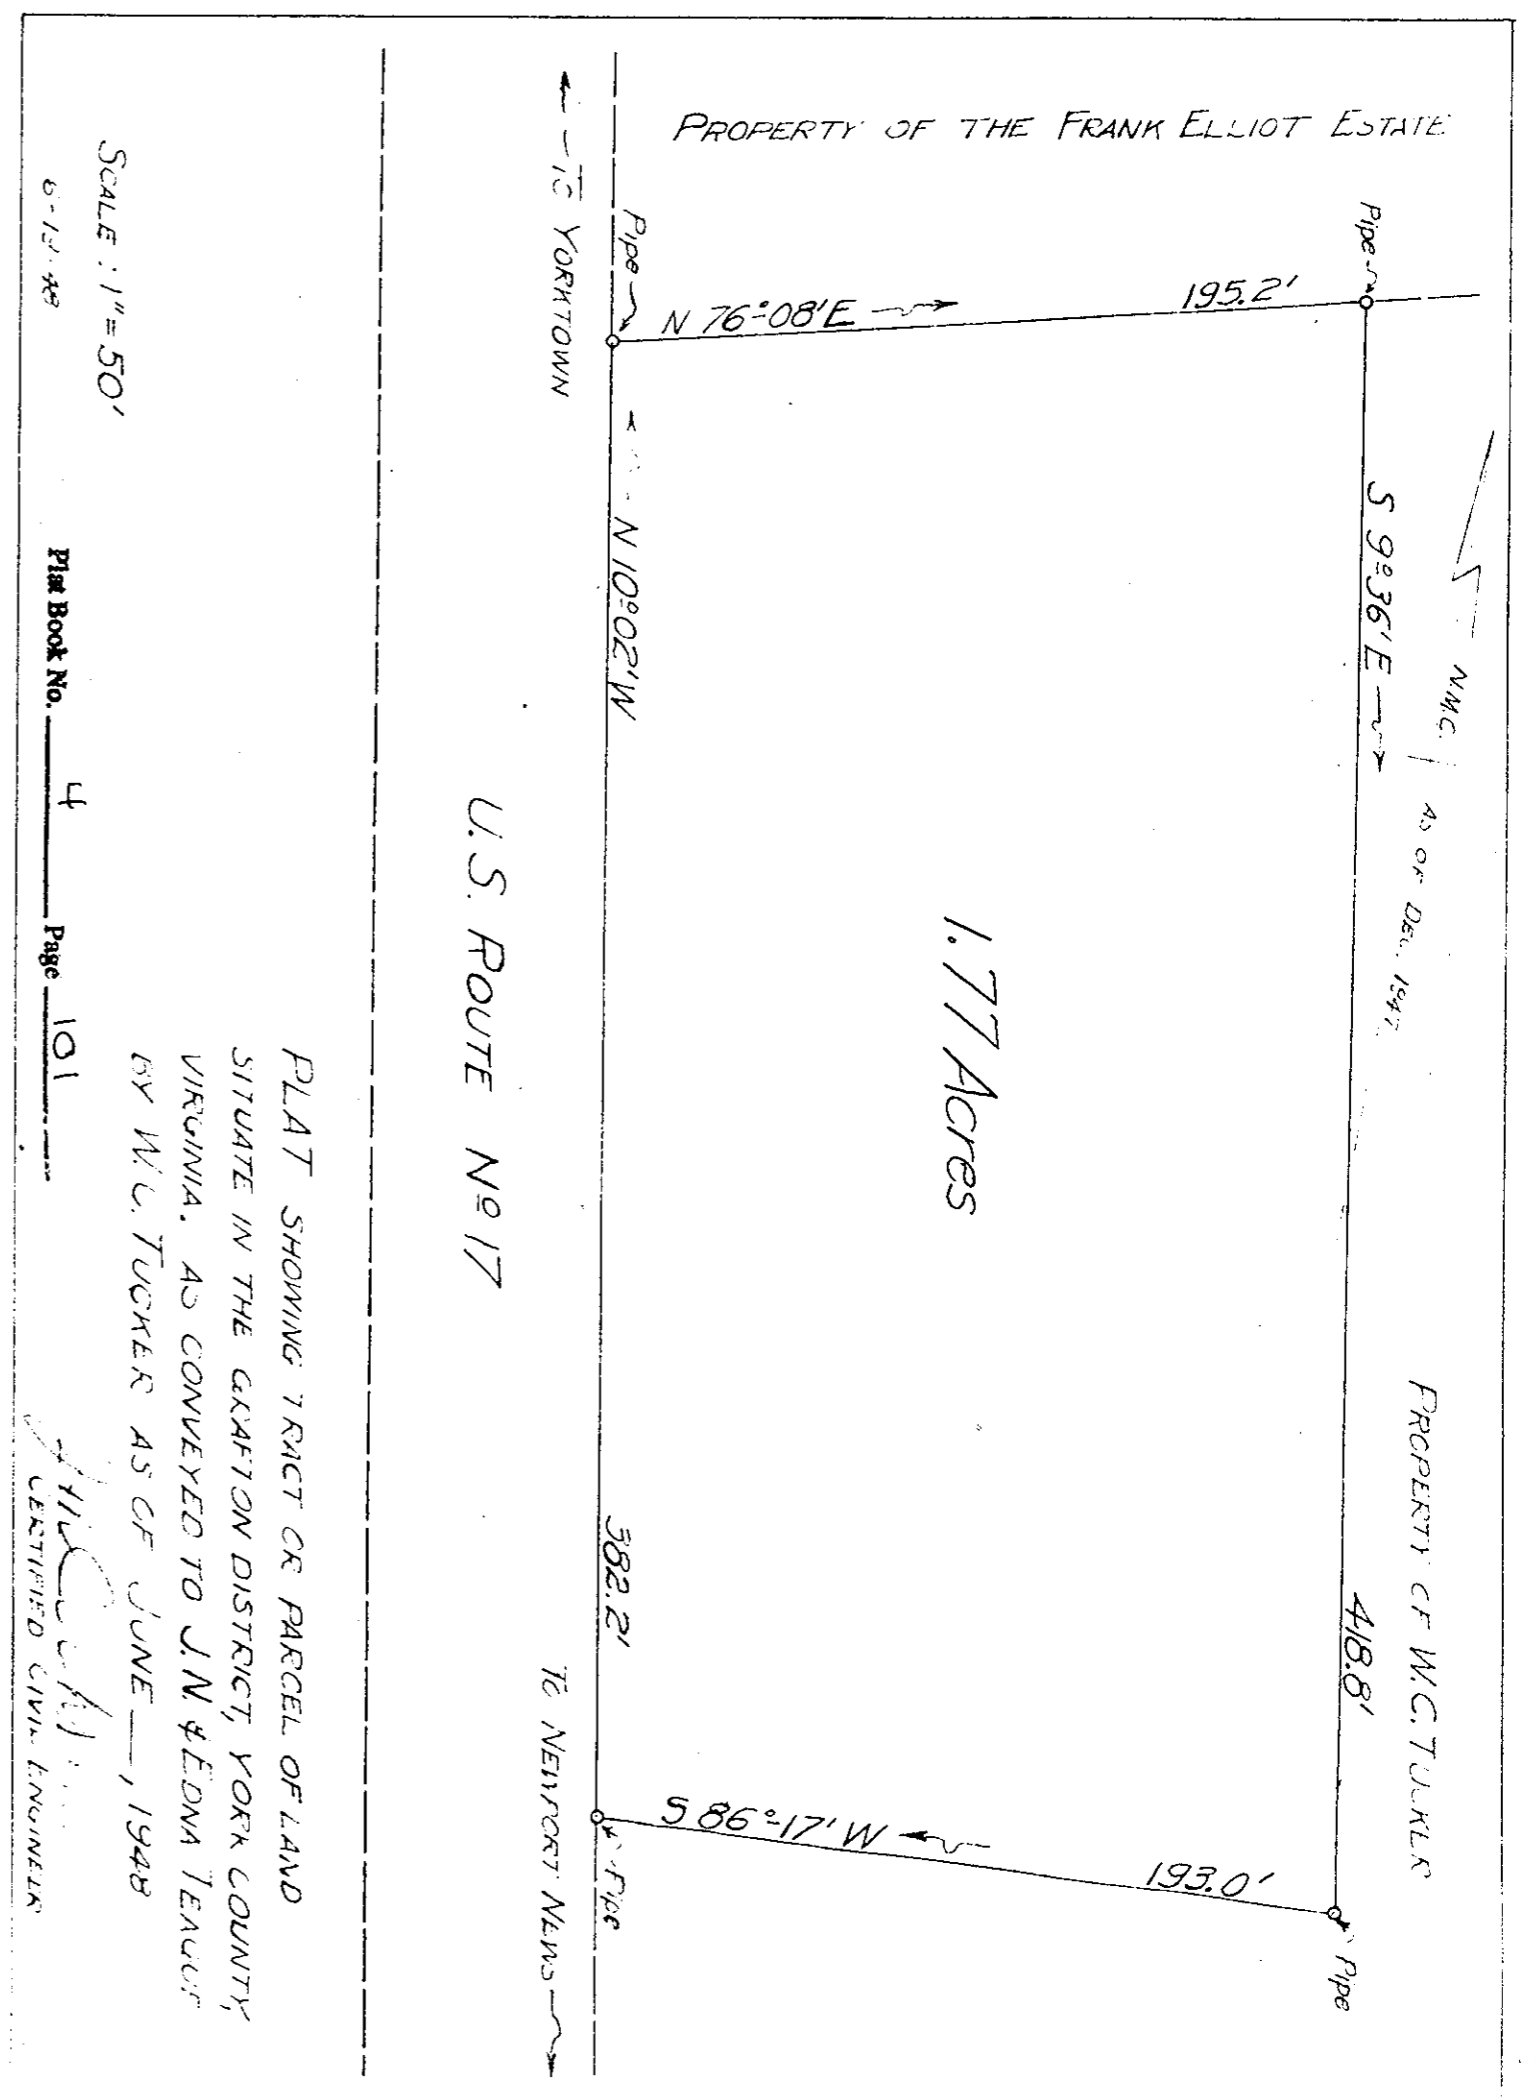 PROPERTY OF THE FRANK ELLIOT ESTATE
Pipe
Pipe
N 76°-08' E
195.2'
S 9°36' E
418.8'
N.M.C. AS OF DEC. 1947.
PROPERTY OF W.C. TUCKER
Pipe
S 86°-17' W
193.0'
Pipe
N 10°02' W
382.2'
1.77 Acres
TO YORKTOWN
TO NEWPORT NEWS
U.S. ROUTE Nº 17
PLAT SHOWING TRACT OR PARCEL OF LAND
SITUATE IN THE GRAFTON DISTRICT, YORK COUNTY,
VIRGINIA. AS CONVEYED TO J.N. & EDNA TEAGUE
BY W.C. TUCKER AS OF JUNE —, 1948
SCALE : 1" = 50'
Plat Book No. 4 Page 101
CERTIFIED CIVIL ENGINEER